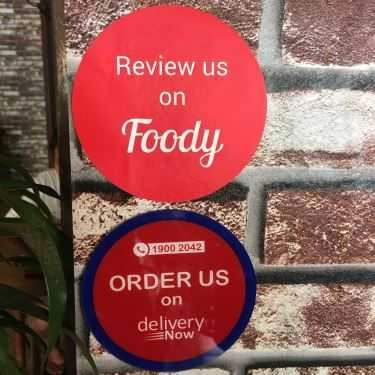 Review us
on
Foody
1900 2042
ORDER US
on
delivery
Now